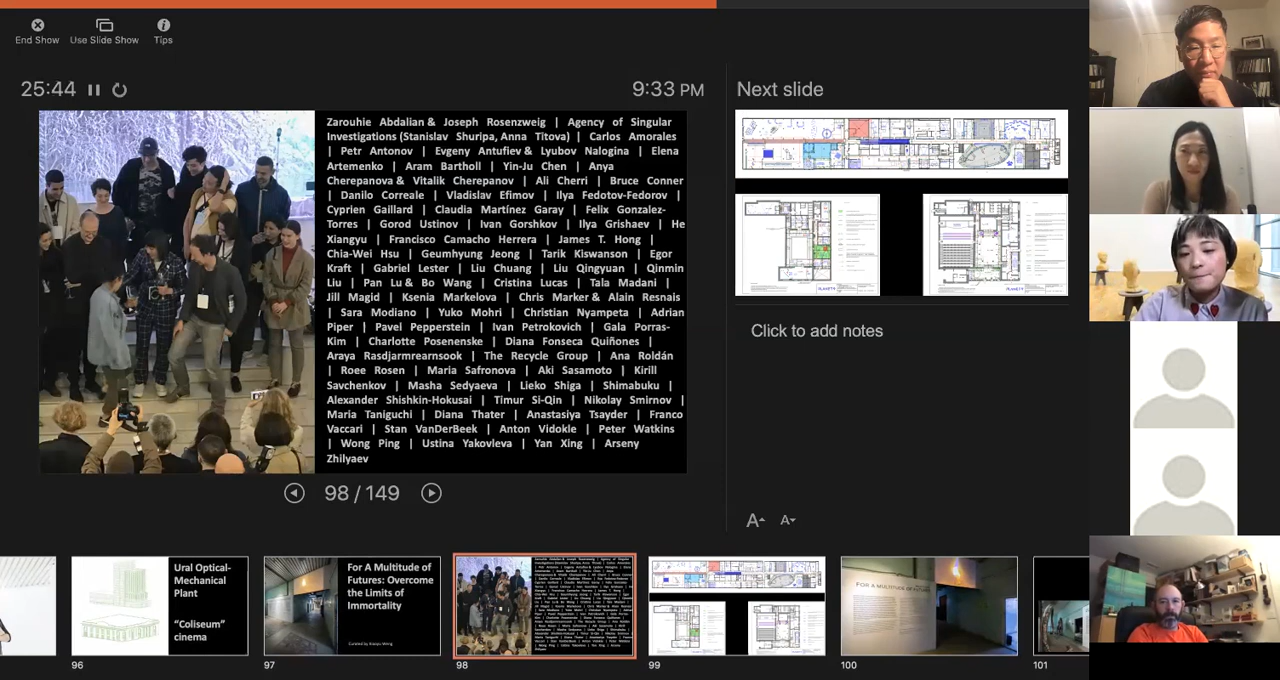 End Show
Use Slide Show
Tips
25:44
9:33 PM
Next slide
Zarouhie Abdalian & Joseph Rosenzweig | Agency of Singular
Investigations (Stanislav Shuripa, Anna Titova) | Carlos Amorales
| Petr Antonov | Evgeny Antufiev & Lyubov Nalogina | Elena
Artemenko | Aram Bartholl | Yin-Ju Chen | Anya
Cherepanova & Vitalik Cherepanov | Ali Cherri | Bruce Conner
| Danilo Correale | Vladislav Efimov | Ilya Fedotov-Fedorov |
Cyprien Gaillard | Claudia Martínez Garay | Felix Gonzalez-
| Gorod Ustinov | Ivan Gorshkov | Ilya Grishaev | He
| Francisco Camacho Herrera | James T. Hong |
Hsu | Geumhyung Jeong | Tarik Kiswanson | Egor
Kraft | Gabriel Lester | Liu Chuang | Liu Qingyuan | Qinmin
Liu | Pan Lu & Bo Wang | Cristina Lucas | Tala Madani |
Jill Magid | Ksenia Markelova | Chris Marker & Alain Resnais
| Sara Modiano | Yuko Mohri | Christian Nyampeta | Adrian
Piper | Pavel Pepperstein | Ivan Petrokovich | Gala Porras-
Kim | Charlotte Posenenske | Diana Fonseca Quiñones |
Araya Rasdjarmrearnsook | The Recycle Group | Ana Roldán
| Roee Rosen | Maria Safronova | Aki Sasamoto | Kirill
Savchenkov | Masha Sedyaeva | Lieko Shiga | Shimabuku |
Alexander Shishkin-Hokusai | Timur Si-Qin | Nikolay Smirnov |
Maria Taniguchi | Diana Thater | Anastasiya Tsayder | Franco
Vaccari | Stan VanDerBeek | Anton Vidokle | Peter Watkins
| Wong Ping | Ustina Yakovleva | Yan Xing | Arseny
Zhilyaev
Click to add notes
98 / 149
Ural Optical-
Mechanical
Plant
"Coliseum"
cinema
For A Multitude of
Futures: Overcome
the Limits of
Immortality
FOR A MULTITUDE OF
96
97
98
99
100
101